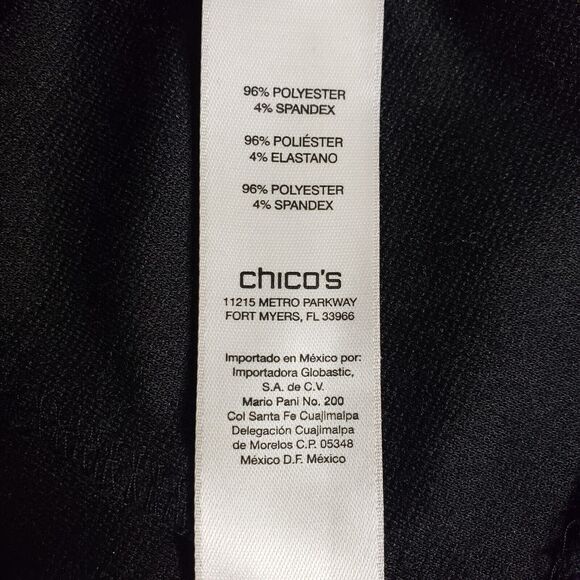 96% POLYESTER
4% SPANDEX
96% POLIÉSTER
4% ELASTANO
96% POLYESTER
4% SPANDEX
chico's
11215 METRO PARKWAY
FORT MYERS, FL 33966
Importado en México por:
Importadora Globastic,
S.A. de C.V.
Mario Pani No. 200
Col Santa Fe Cuajimalpa
Delegación Cuajimalpa
de Morelos C.P. 05348
México D.F. México